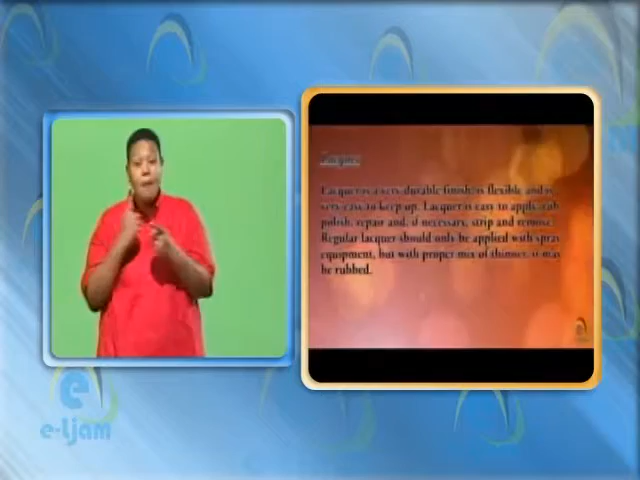 Lacquer
Lacquer is a very durable finish, is flexible and is
very easy to keep up. Lacquer is easy to apply, rub
polish, repair and, if necessary, strip and remove.
Regular lacquer should only be applied with spray
equipment, but with proper mix of thinner, it may
be rubbed.
e
e-Ljam